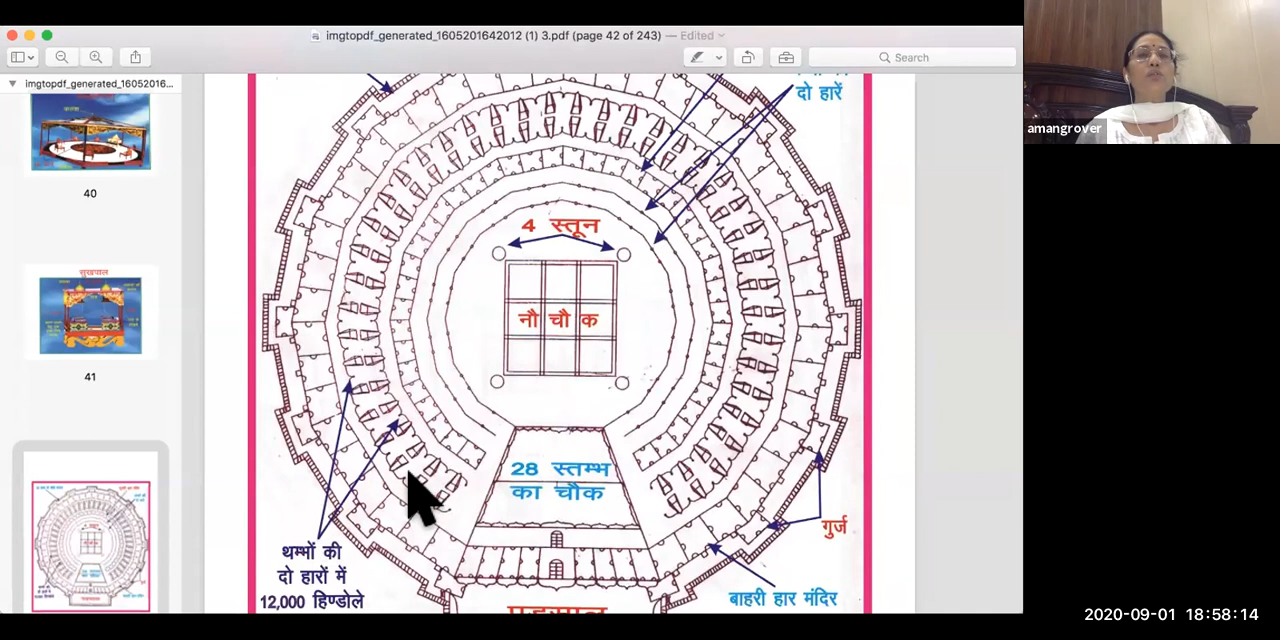 imgtopdf_generated_1605201642012 (1) 3.pdf (page 42 of 243) — Edited
Search
imgtopdf_generated_16052016...
40
सुखपाल
41
दो हारें
4 स्तून
नौ चौ क
28 स्तम्भ
का चौक
थम्भों की
दो हारों में
12,000 हिण्डोले
गुर्ज
बाहरी हार मंदिर
amangrover
2020-09-01 18:58:14